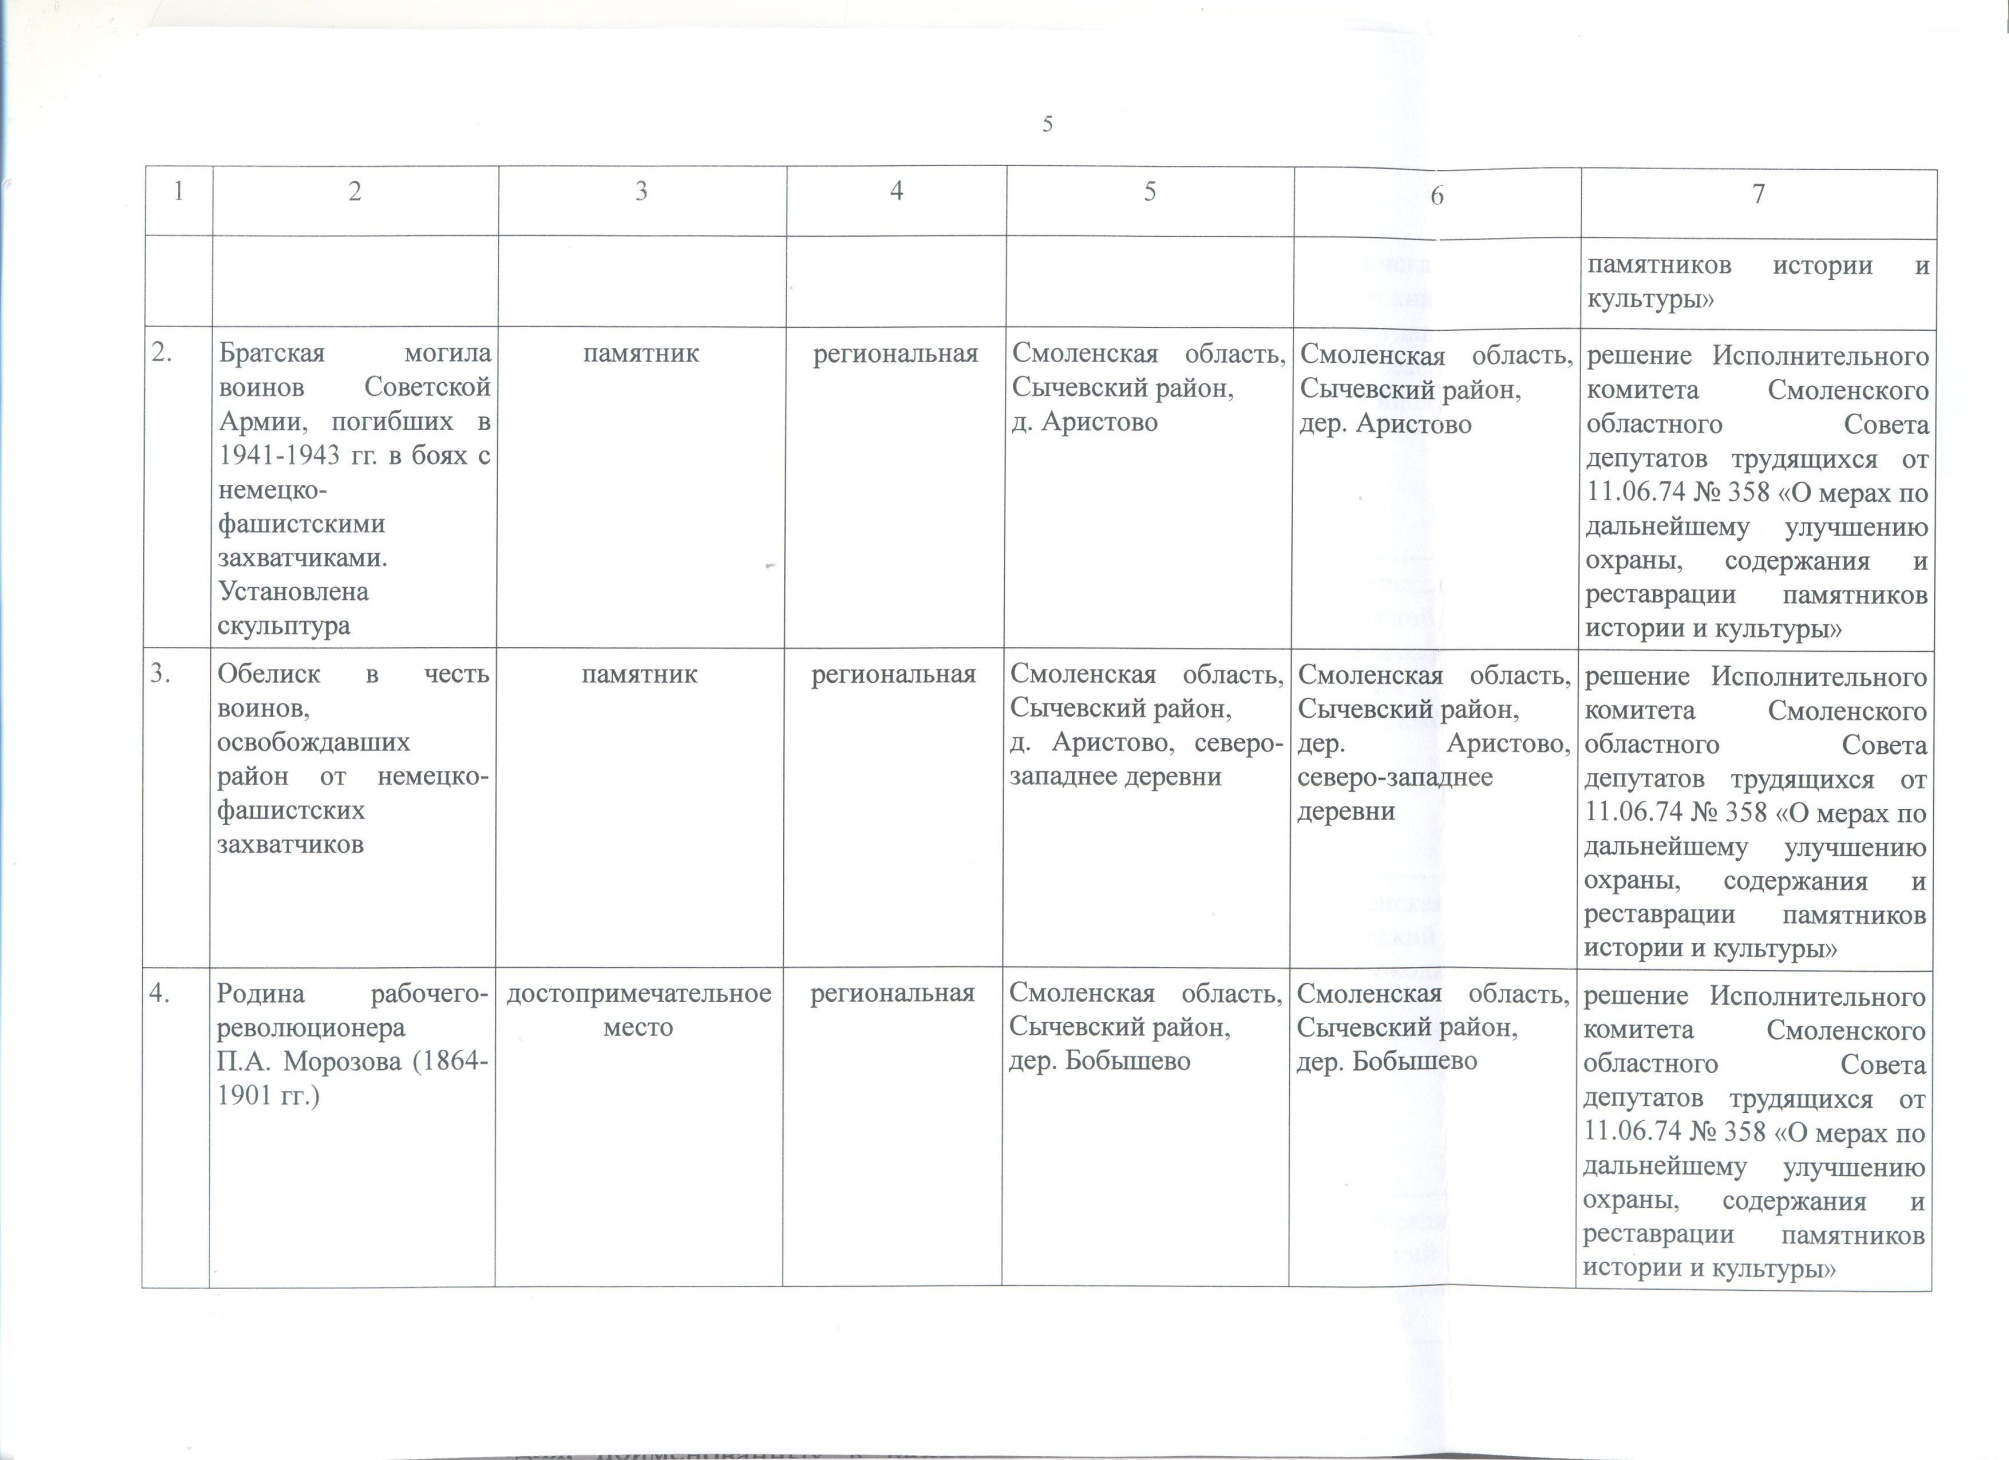 5
1 2 3 4 5 6 7
памятников истории и
культуры»
2.
Братская могила
воинов Советской
Армии, погибших в
1941-1943 гг. в боях с
немецко-
фашистскими
захватчиками.
Установлена
скульптура
памятник
региональная
Смоленская область,
Сычевский район,
д. Аристово
Смоленская область,
Сычевский район,
дер. Аристово
решение Исполнительного
комитета Смоленского
областного Совета
депутатов трудящихся от
11.06.74 № 358 «О мерах по
дальнейшему улучшению
охраны, содержания и
реставрации памятников
истории и культуры»
3.
Обелиск в честь
воинов,
освобождавших
район от немецко-
фашистских
захватчиков
памятник
региональная
Смоленская область,
Сычевский район,
д. Аристово, северо-
западнее деревни
Смоленская область,
Сычевский район,
дер. Аристово,
северо-западнее
деревни
решение Исполнительного
комитета Смоленского
областного Совета
депутатов трудящихся от
11.06.74 № 358 «О мерах по
дальнейшему улучшению
охраны, содержания и
реставрации памятников
истории и культуры»
4.
Родина рабочего-
революционера
П.А. Морозова (1864-
1901 гг.)
достопримечательное
место
региональная
Смоленская область,
Сычевский район,
дер. Бобышево
Смоленская область,
Сычевский район,
дер. Бобышево
решение Исполнительного
комитета Смоленского
областного Совета
депутатов трудящихся от
11.06.74 № 358 «О мерах по
дальнейшему улучшению
охраны, содержания и
реставрации памятников
истории и культуры»